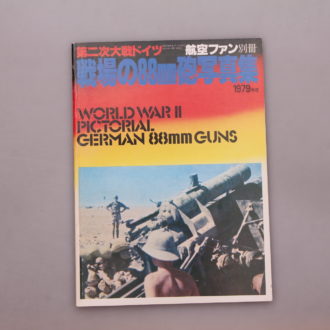 第二次大戦ドイツ 航空ファン別冊
戦場の88mm砲写真集
1979年版
WORLD WAR II
PICTORIAL
GERMAN 88mm GUNS